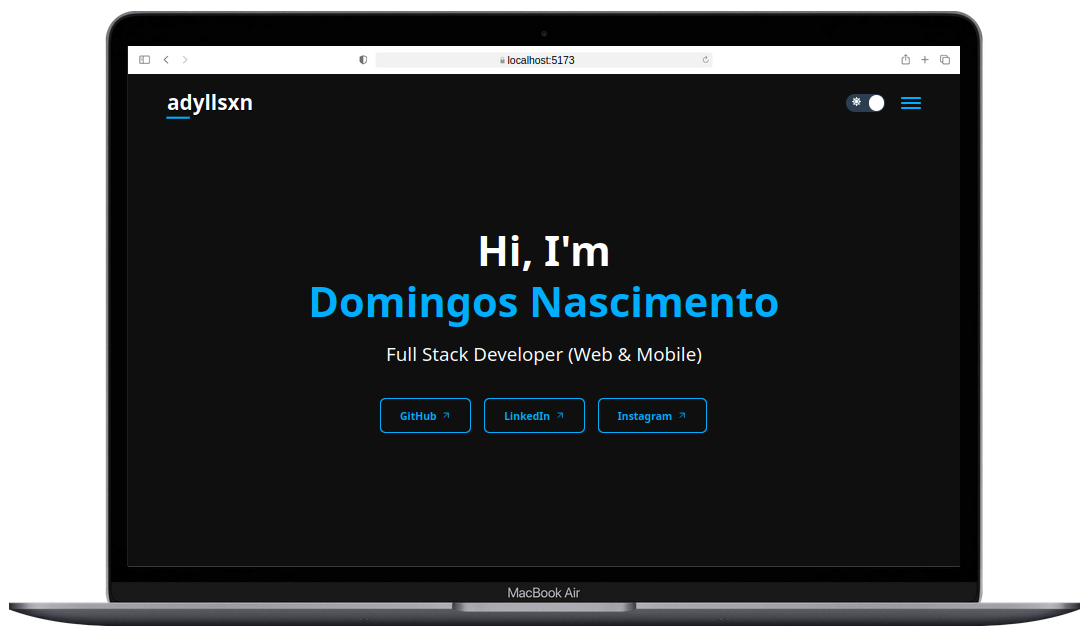 localhost:5173
adyllsxn
Hi, I'm
Domingos Nascimento
Full Stack Developer (Web & Mobile)
GitHub LinkedIn Instagram
MacBook Air